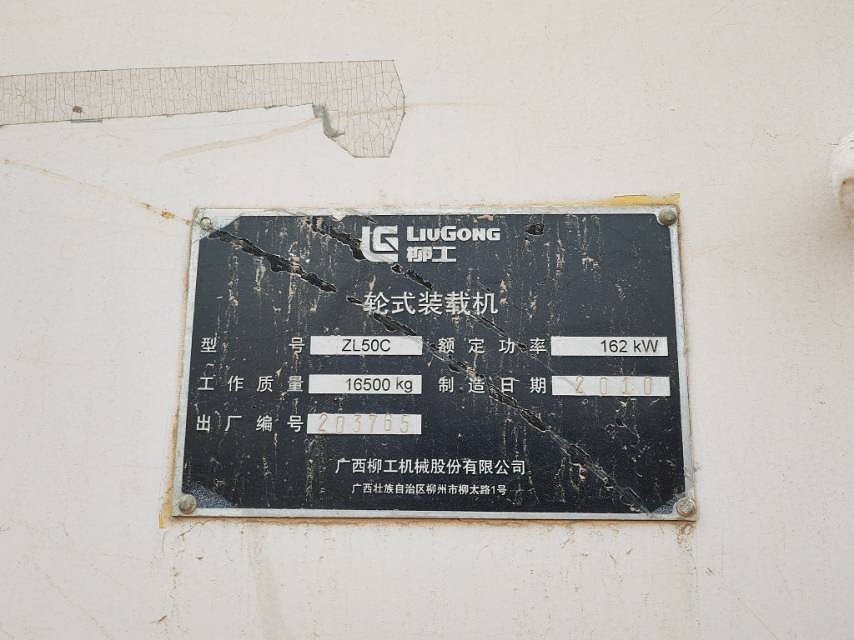 LG LIUGONG
柳工
轮式装载机
型 号 ZL50C 额定功率 162 kW
工作质量 16500 kg 制造日期 2010
出厂编号 203765
广西柳工机械股份有限公司
广西壮族自治区柳州市柳太路1号